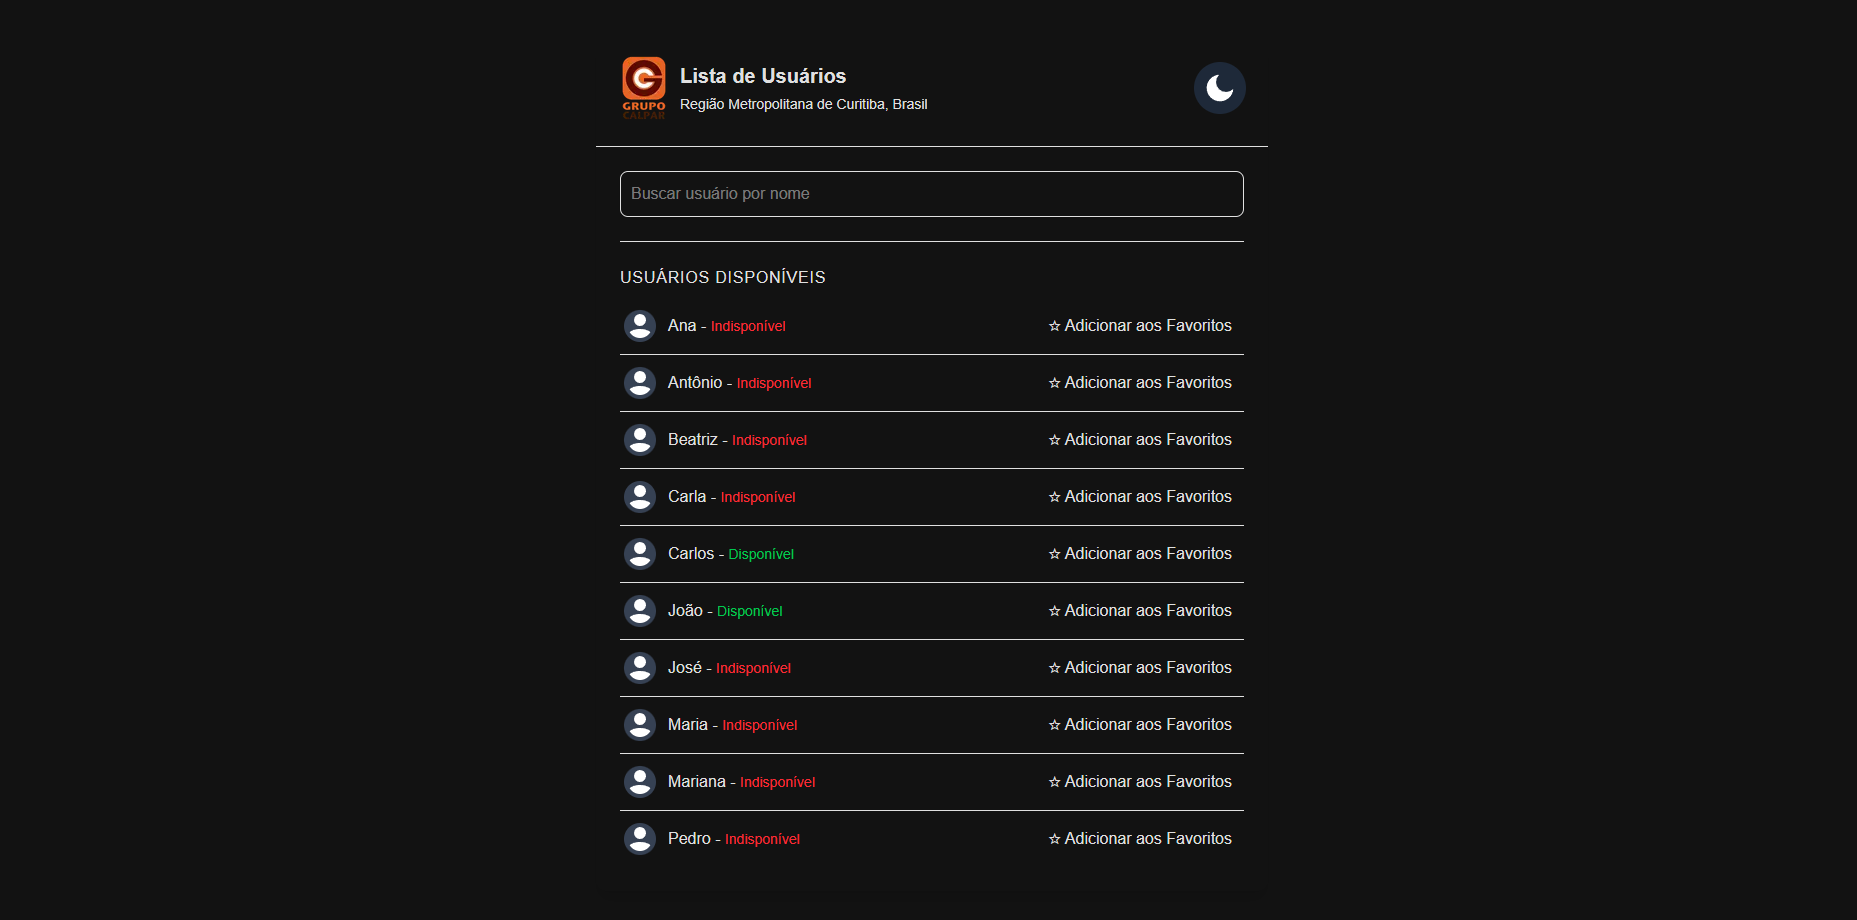 Lista de Usuários
Região Metropolitana de Curitiba, Brasil
GRUPO
CALPAR
Buscar usuário por nome
USUÁRIOS DISPONÍVEIS
Ana - Indisponível ☆ Adicionar aos Favoritos
Antônio - Indisponível ☆ Adicionar aos Favoritos
Beatriz - Indisponível ☆ Adicionar aos Favoritos
Carla - Indisponível ☆ Adicionar aos Favoritos
Carlos - Disponível ☆ Adicionar aos Favoritos
João - Disponível ☆ Adicionar aos Favoritos
José - Indisponível ☆ Adicionar aos Favoritos
Maria - Indisponível ☆ Adicionar aos Favoritos
Mariana - Indisponível ☆ Adicionar aos Favoritos
Pedro - Indisponível ☆ Adicionar aos Favoritos